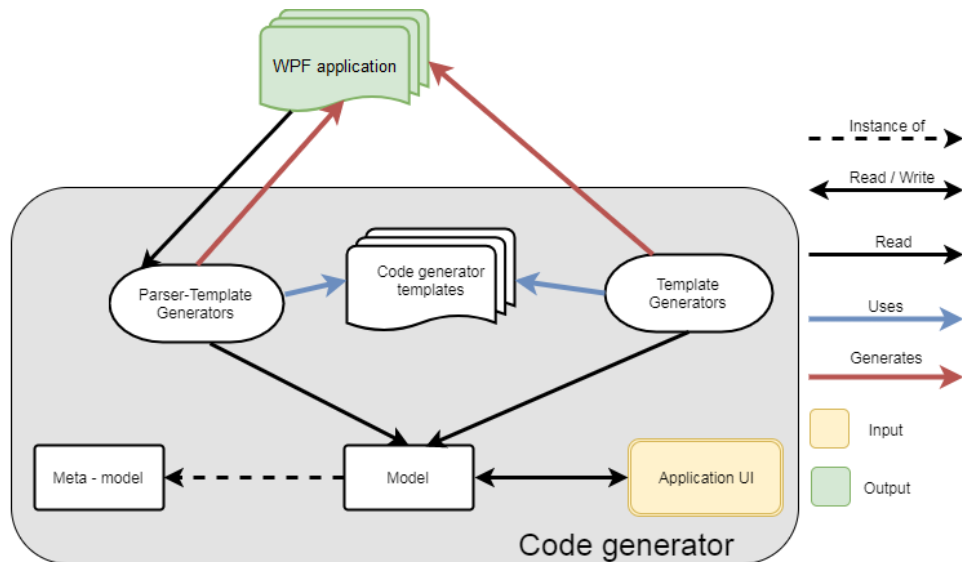 WPF application
Instance of
Read / Write
Read
Uses
Generates
Input
Output
Parser-Template
Generators
Code generator
templates
Template
Generators
Meta - model
Model
Application UI
Code generator